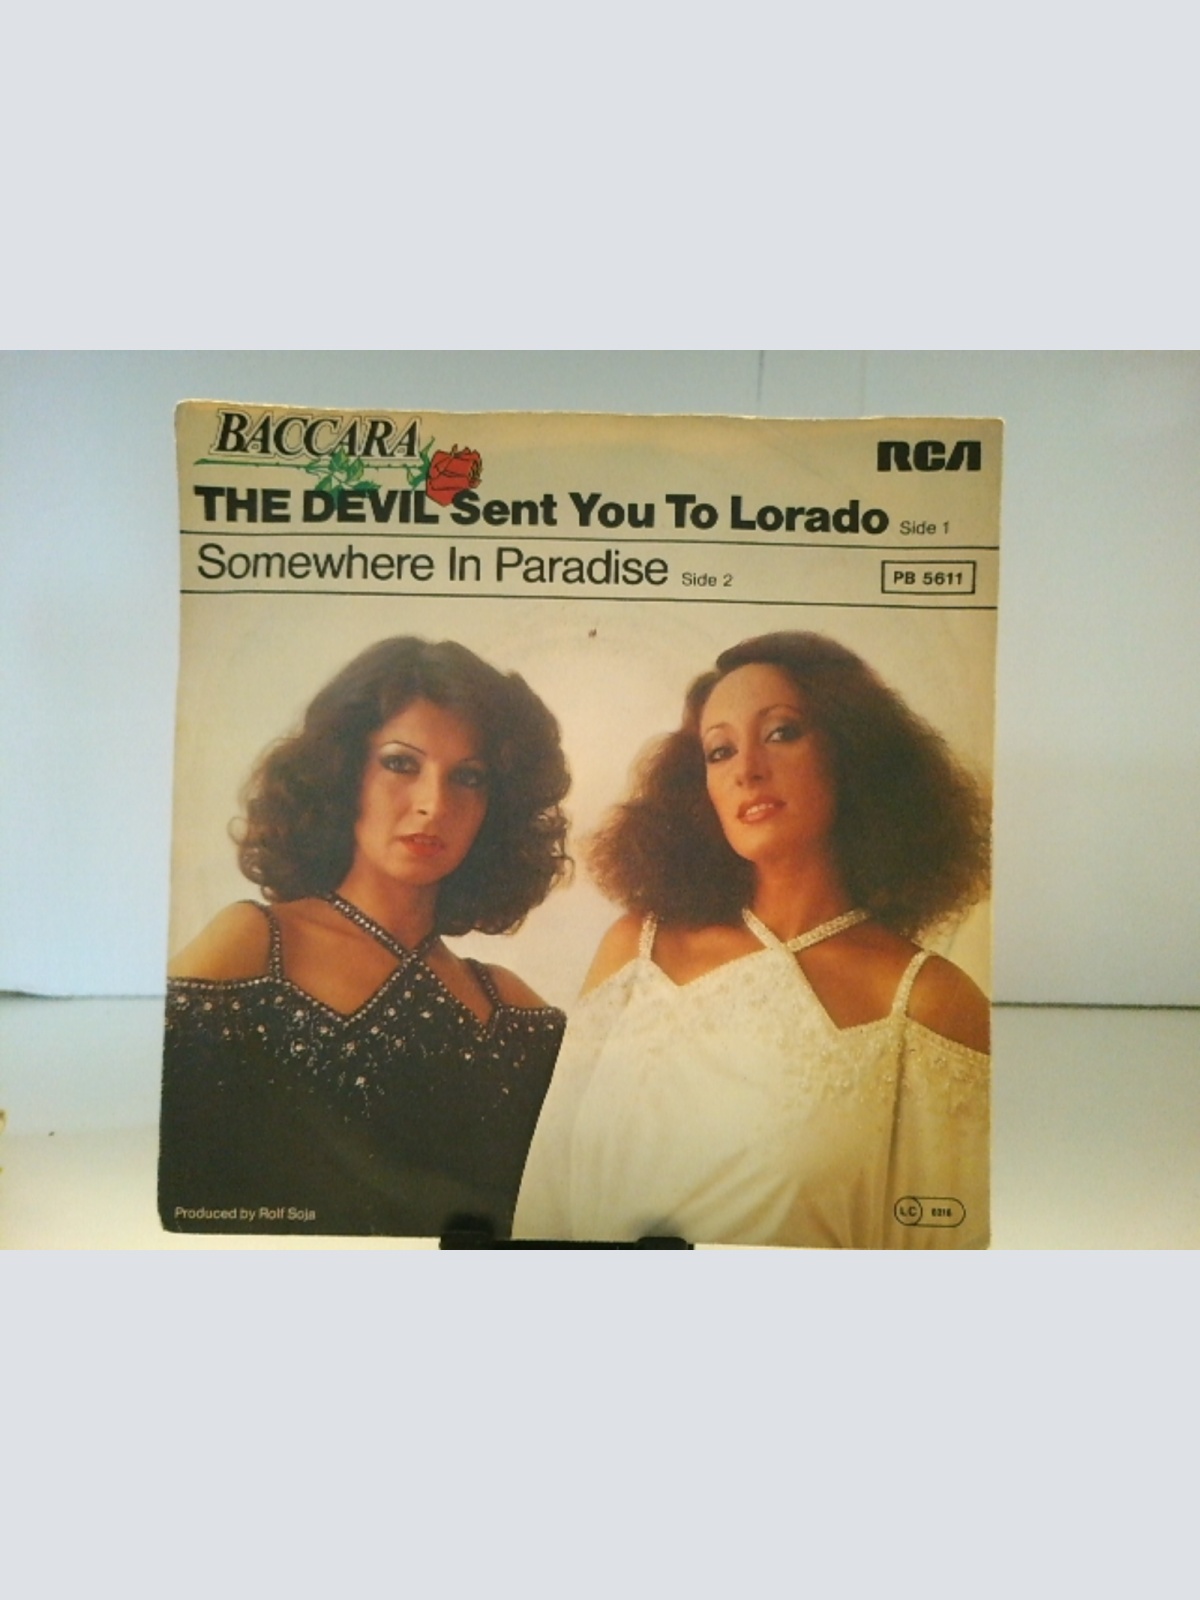 BACCARA
RCA
THE DEVIL Sent You To Lorado Side 1
Somewhere In Paradise Side 2
PB 5611
Produced by Rolf Soja
LC